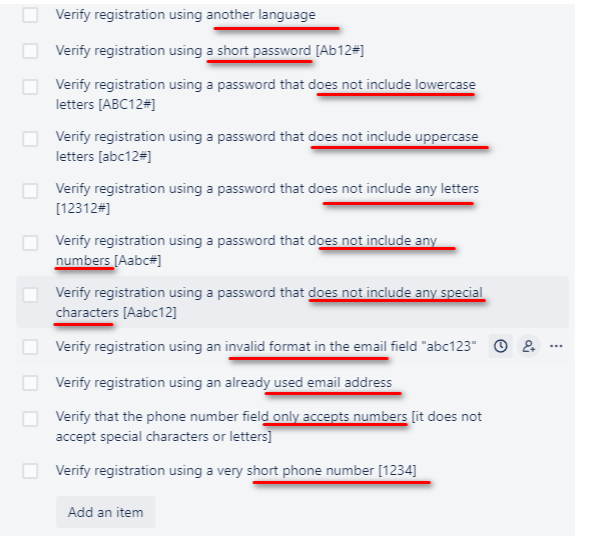 Verify registration using another language
Verify registration using a short password [Ab12#]
Verify registration using a password that does not include lowercase
letters [ABC12#]
Verify registration using a password that does not include uppercase
letters [abc12#]
Verify registration using a password that does not include any letters
[12312#]
Verify registration using a password that does not include any
numbers [Aabc#]
Verify registration using a password that does not include any special
characters [Aabc12]
Verify registration using an invalid format in the email field "abc123"
Verify registration using an already used email address
Verify that the phone number field only accepts numbers [it does not
accept special characters or letters]
Verify registration using a very short phone number [1234]
Add an item